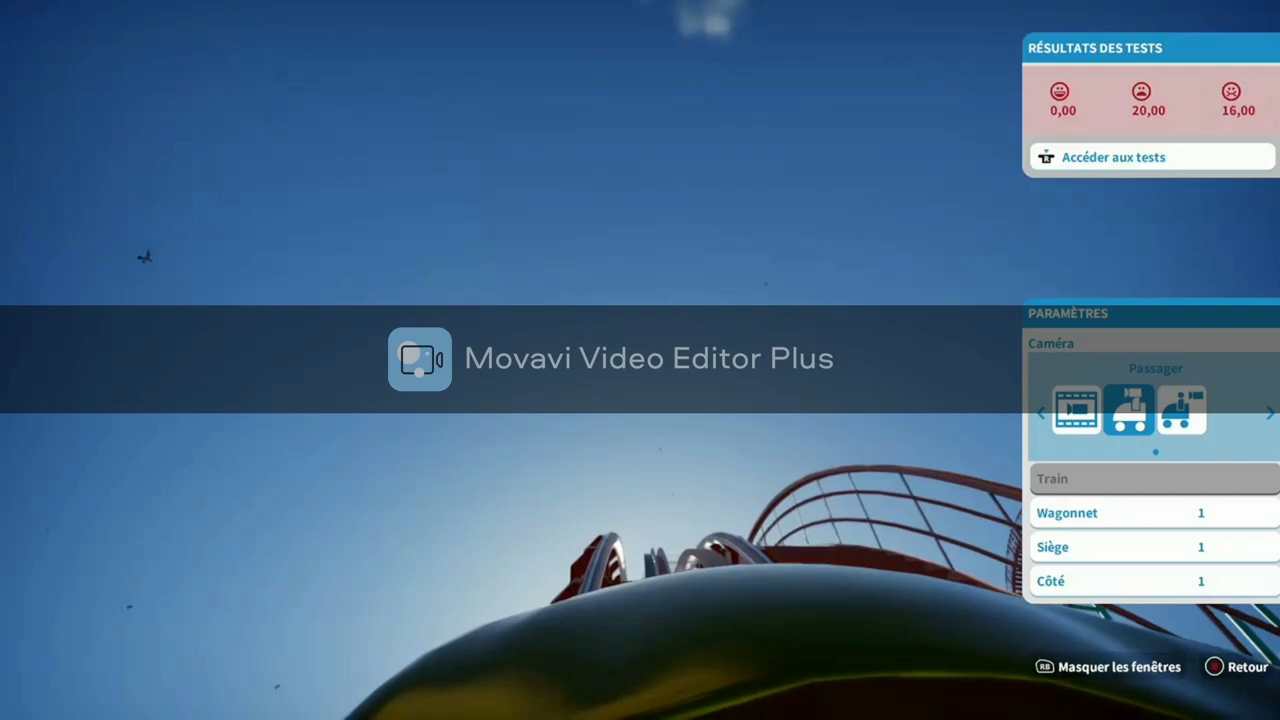 RÉSULTATS DES TESTS
0,00 20,00 16,00
R Accéder aux tests
Movavi Video Editor Plus
PARAMÈTRES
Caméra
Passager
Train
Wagonnet 1
Siège 1
Côté 1
RB Masquer les fenêtres B Retour